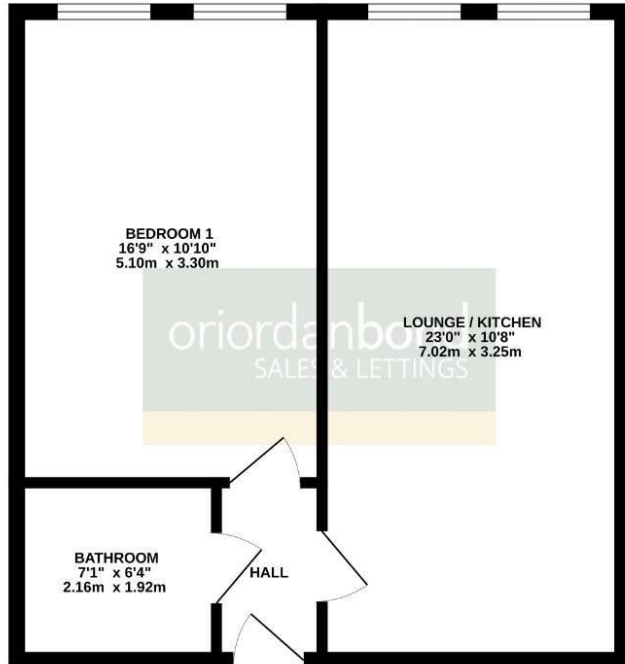 BEDROOM 1
16'9" x 10'10"
5.10m x 3.30m
LOUNGE / KITCHEN
23'0" x 10'8"
7.02m x 3.25m
oriordanbond
SALES & LETTINGS
BATHROOM
7'1" x 6'4"
2.16m x 1.92m
HALL